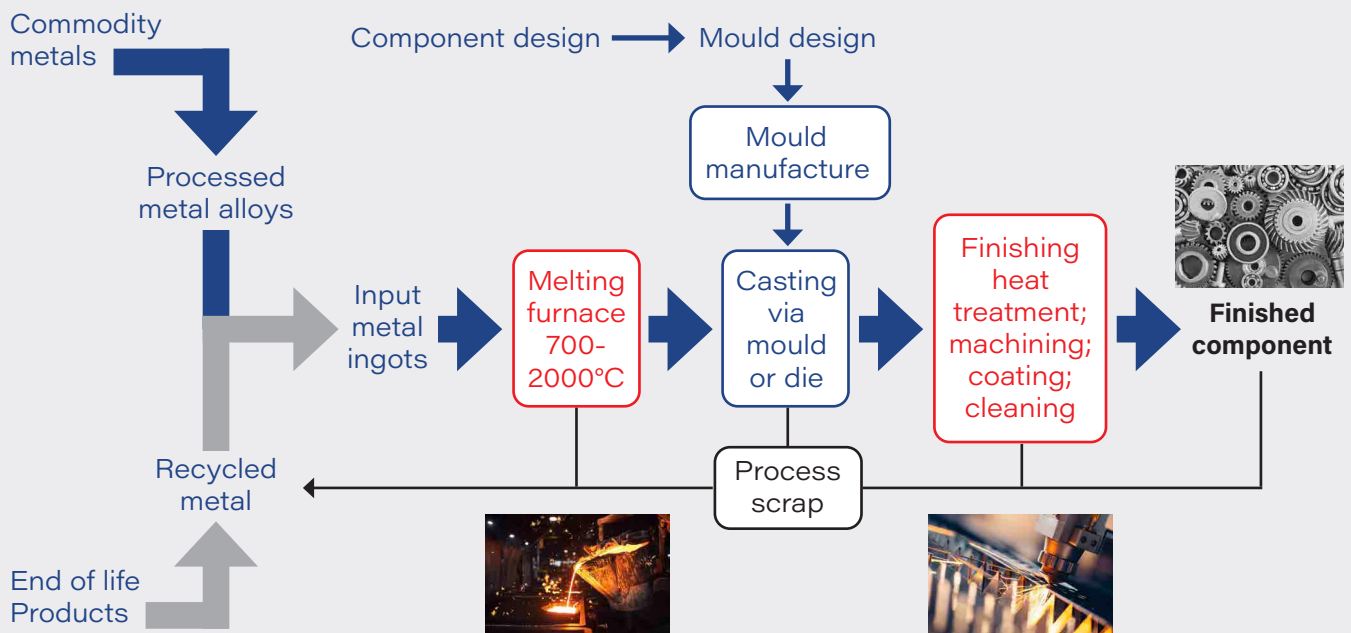 Commodity
metals
Component design
Mould design
Mould
manufacture
Processed
metal alloys
Input
metal
ingots
Melting
furnace
700-
2000°C
Casting
via
mould
or die
Finishing
heat
treatment;
machining;
coating;
cleaning
Finished
component
Recycled
metal
Process
scrap
End of life
Products